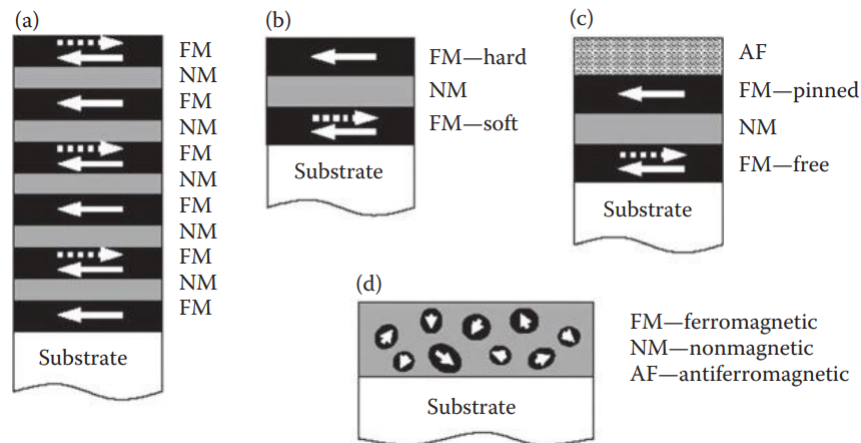 (a)
FM
NM
FM
NM
FM
NM
FM
NM
FM
NM
FM
Substrate
(b)
FM—hard
NM
FM—soft
Substrate
(c)
AF
FM—pinned
NM
FM—free
Substrate
(d)
Substrate
FM—ferromagnetic
NM—nonmagnetic
AF—antiferromagnetic